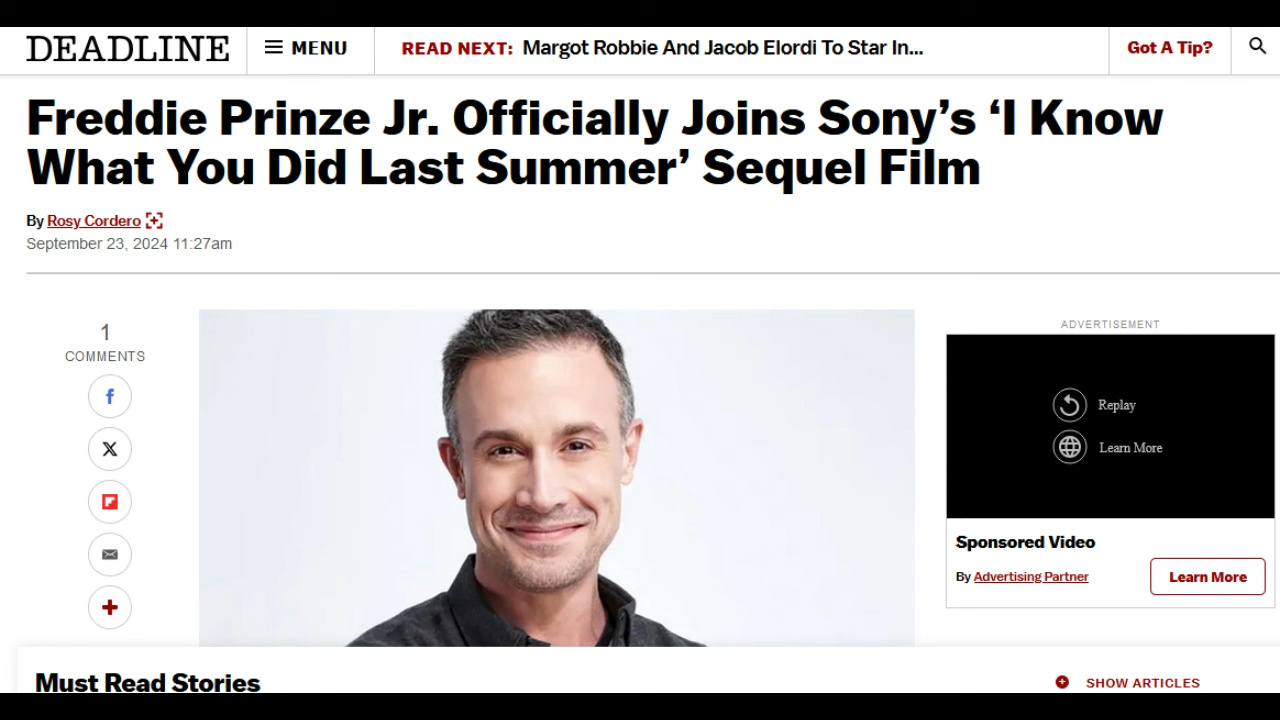 DEADLINE
MENU
READ NEXT: Margot Robbie And Jacob Elordi To Star In...
Got A Tip?
Freddie Prinze Jr. Officially Joins Sony's ‘I Know
What You Did Last Summer’ Sequel Film
By Rosy Cordero
September 23, 2024 11:27am
1
COMMENTS
f
X
ADVERTISEMENT
Replay
Learn More
Sponsored Video
By Advertising Partner
Learn More
Must Read Stories
SHOW ARTICLES